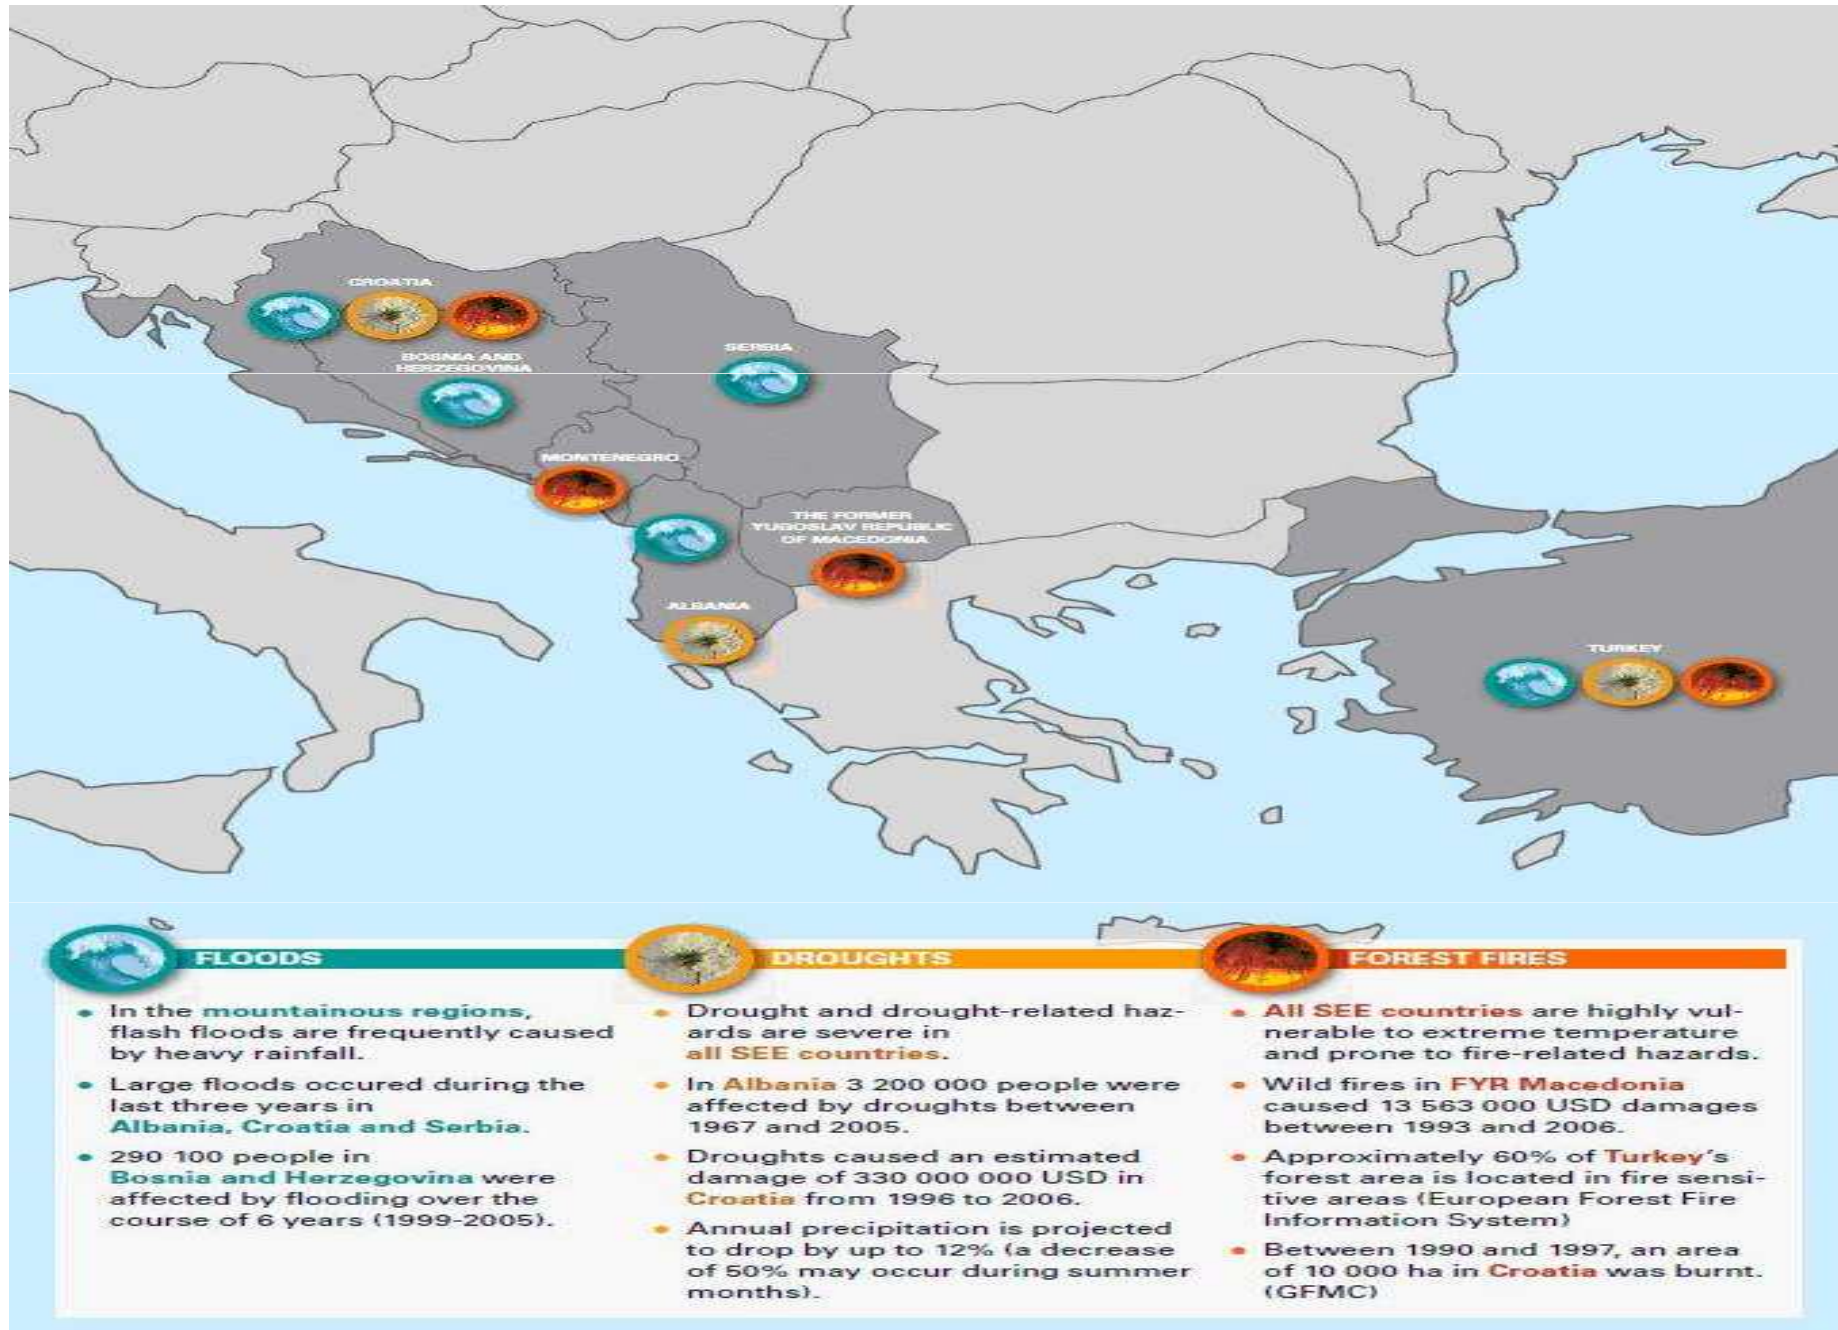 CROATIA
BOSNIA AND
HERZEGOVINA
SERBIA
MONTENEGRO
THE FORMER
YUGOSLAV REPUBLIC
OF MACEDONIA
ALBANIA
TURKEY
FLOODS
• In the mountainous regions,
flash floods are frequently caused
by heavy rainfall.
• Large floods occured during the
last three years in
Albania, Croatia and Serbia.
• 290 100 people in
Bosnia and Herzegovina were
affected by flooding over the
course of 6 years (1999-2005).
DROUGHTS
• Drought and drought-related haz-
ards are severe in
all SEE countries.
• In Albania 3 200 000 people were
affected by droughts between
1967 and 2005.
• Droughts caused an estimated
damage of 330 000 000 USD in
Croatia from 1996 to 2006.
• Annual precipitation is projected
to drop by up to 12% (a decrease
of 50% may occur during summer
months).
FOREST FIRES
• All SEE countries are highly vul-
nerable to extreme temperature
and prone to fire-related hazards.
• Wild fires in FYR Macedonia
caused 13 563 000 USD damages
between 1993 and 2006.
• Approximately 60% of Turkey's
forest area is located in fire sensi-
tive areas (European Forest Fire
Information System)
• Between 1990 and 1997, an area
of 10 000 ha in Croatia was burnt.
(GFMC)